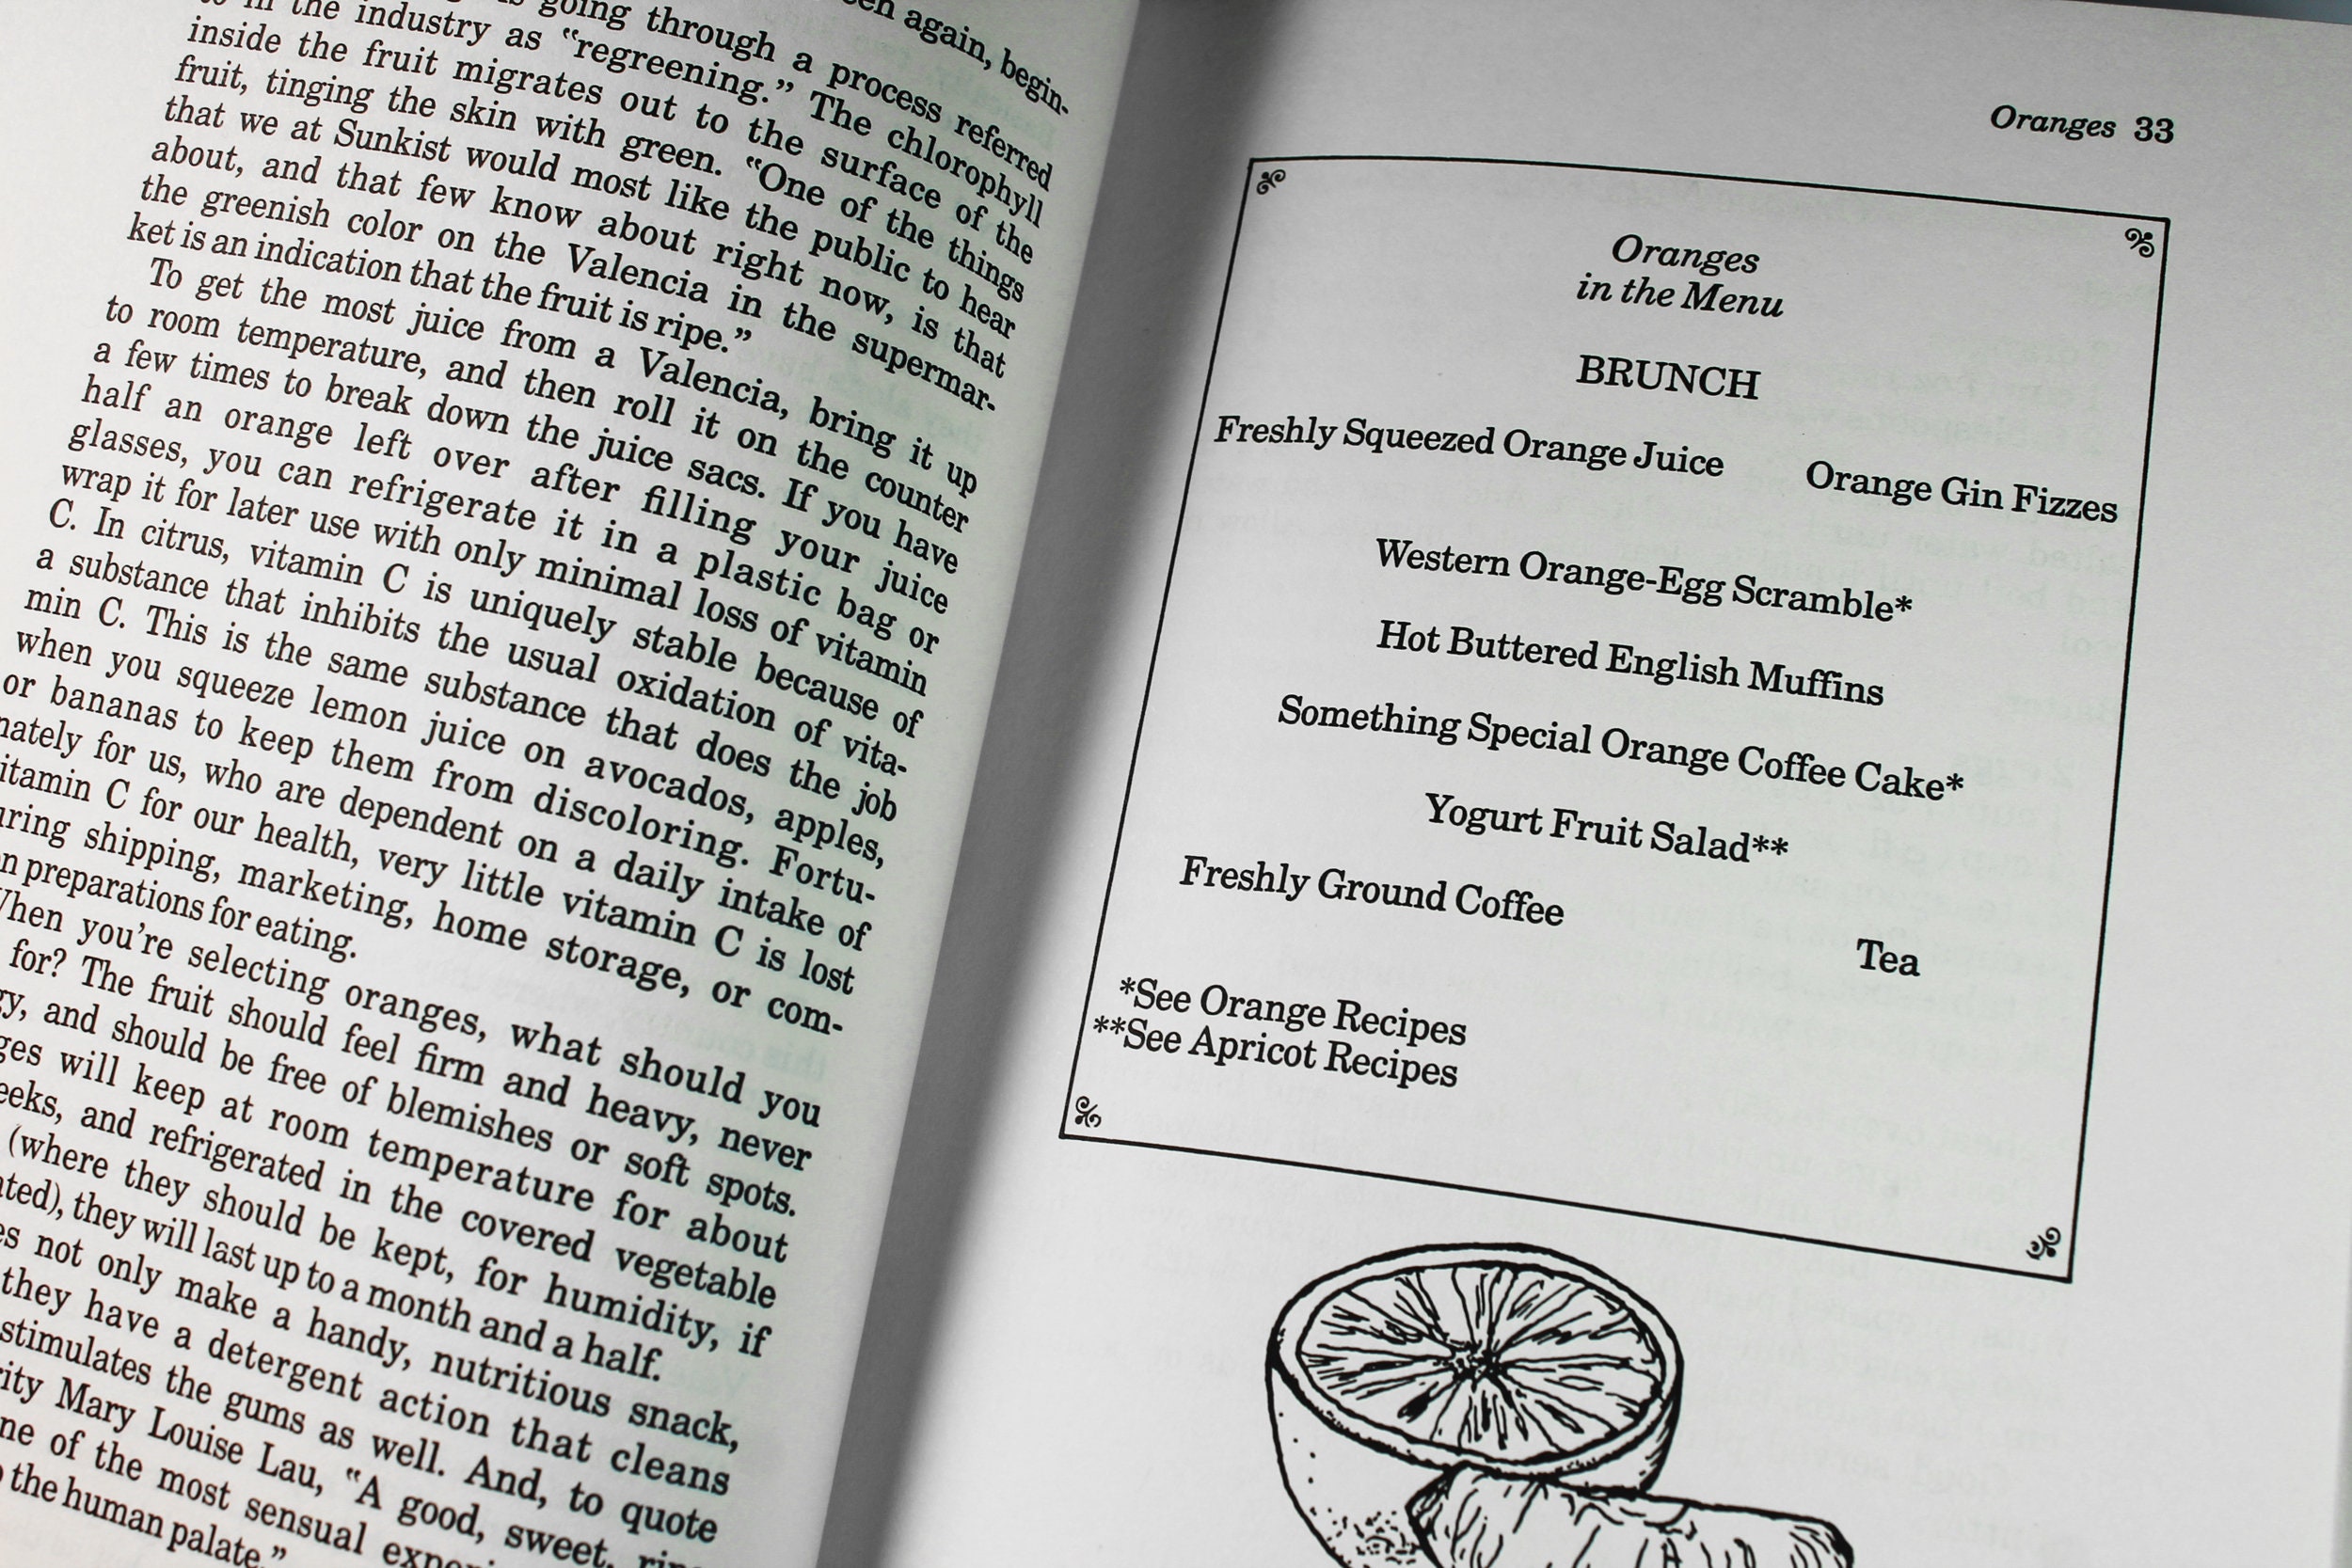 again, begin-
going through a process referred
in the industry as "regreening." The chlorophyll
inside the fruit migrates out to the surface of the
fruit, tinging the skin with green. "One of the things
that we at Sunkist would most like the public to hear
about, and that few know about right now, is that
the greenish color on the Valencia in the supermar-
ket is an indication that the fruit is ripe."
To get the most juice from a Valencia, bring it up
to room temperature, and then roll it on the counter
a few times to break down the juice sacs. If you have
half an orange left over after filling your juice
glasses, you can refrigerate it in a plastic bag or
wrap it for later use with only minimal loss of vitamin
C. In citrus, vitamin C is uniquely stable because of
a substance that inhibits the usual oxidation of vita-
min C. This is the same substance that does the job
when you squeeze lemon juice on avocados, apples,
or bananas to keep them from discoloring. Fortu-
nately for us, who are dependent on a daily intake of
itamin C for our health, very little vitamin C is lost
uring shipping, marketing, home storage, or com-
n preparations for eating.
When you're selecting oranges, what should you
for? The fruit should feel firm and heavy, never
gy, and should be free of blemishes or soft spots.
ges will keep at room temperature for about
eeks, and refrigerated in the covered vegetable
(where they should be kept, for humidity, if
ated), they will last up to a month and a half.
es not only make a handy, nutritious snack,
they have a detergent action that cleans
stimulates the gums as well. And, to quote
rity Mary Louise Lau, "A good, sweet,
ne of the most sensual
the human palate."
Oranges 33
Oranges
in the Menu
BRUNCH
Freshly Squeezed Orange Juice Orange Gin Fizzes
Western Orange-Egg Scramble*
Hot Buttered English Muffins
Something Special Orange Coffee Cake*
Yogurt Fruit Salad**
Freshly Ground Coffee
Tea
*See Orange Recipes
**See Apricot Recipes